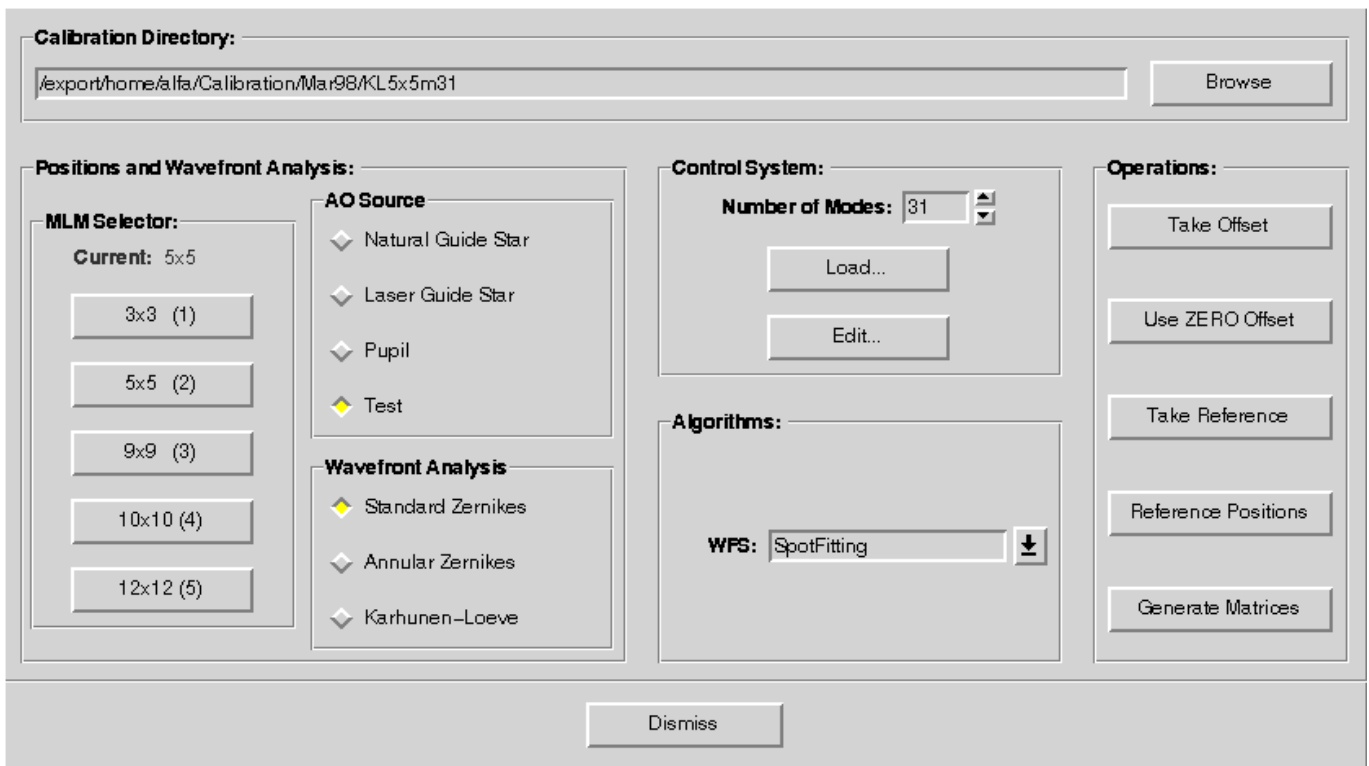 Calibration Directory:
/export/home/alfa/Calibration/Mar98/KL5x5m31
Browse
Positions and Wavefront Analysis:
MLM Selector:
Current: 5x5
3x3 (1)
5x5 (2)
9x9 (3)
10x10 (4)
12x12 (5)
AO Source
Natural Guide Star
Laser Guide Star
Pupil
Test
Wavefront Analysis
Standard Zernikes
Annular Zernikes
Karhunen-Loeve
Control System:
Number of Modes: 31
Load...
Edit...
Algorithms:
WFS: SpotFitting
Operations:
Take Offset
Use ZERO Offset
Take Reference
Reference Positions
Generate Matrices
Dismiss